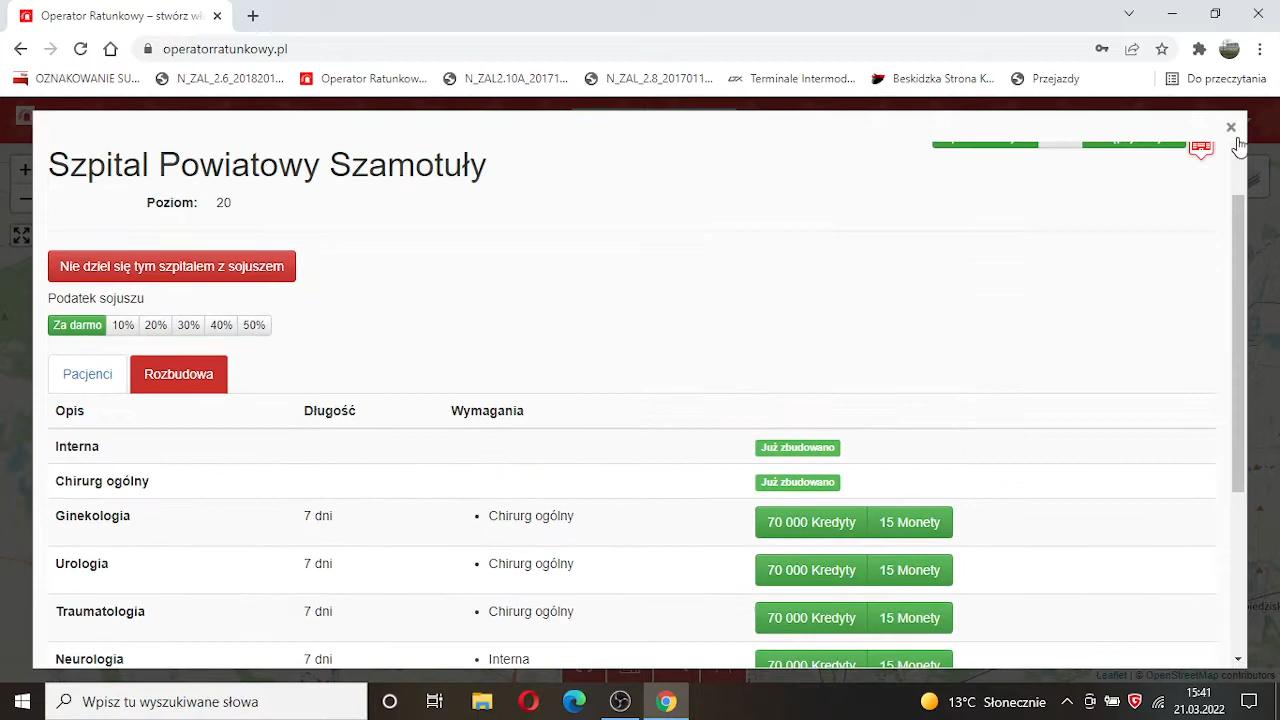 Operator Ratunkowy – stwórz wł
operatorratunkowy.pl
OZNAKOWANIE SU... N_ZAL_2.6_2018201... Operator Ratunkow... N_ZAL2.10A_20171... N_ZAL_2.8_2017011... Terminale Intermod... Beskidzka Strona K... Przejazdy Do przeczytania
Szpital Powiatowy Szamotuły
Poziom: 20
Nie dziel się tym szpitalem z sojuszem
Podatek sojuszu
Za darmo 10% 20% 30% 40% 50%
Pacjenci Rozbudowa
Opis Długość Wymagania
Interna Już zbudowano
Chirurg ogólny Już zbudowano
Ginekologia 7 dni • Chirurg ogólny 70 000 Kredyty 15 Monety
Urologia 7 dni • Chirurg ogólny 70 000 Kredyty 15 Monety
Traumatologia 7 dni • Chirurg ogólny 70 000 Kredyty 15 Monety
Neurologia 7 dni • Interna 70 000 Kredyty 15 Monety
Leaflet | © OpenStreetMap contributors
Wpisz tu wyszukiwane słowa
13°C Słonecznie
15:41
21.03.2022